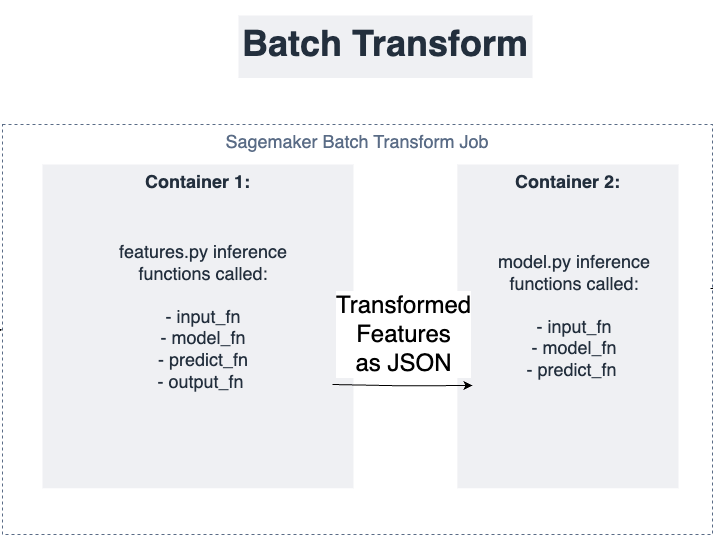 Batch Transform
Sagemaker Batch Transform Job
Container 1:
features.py inference
functions called:
- input_fn
- model_fn
- predict_fn
- output_fn
Transformed
Features
as JSON
Container 2:
model.py inference
functions called:
- input_fn
- model_fn
- predict_fn